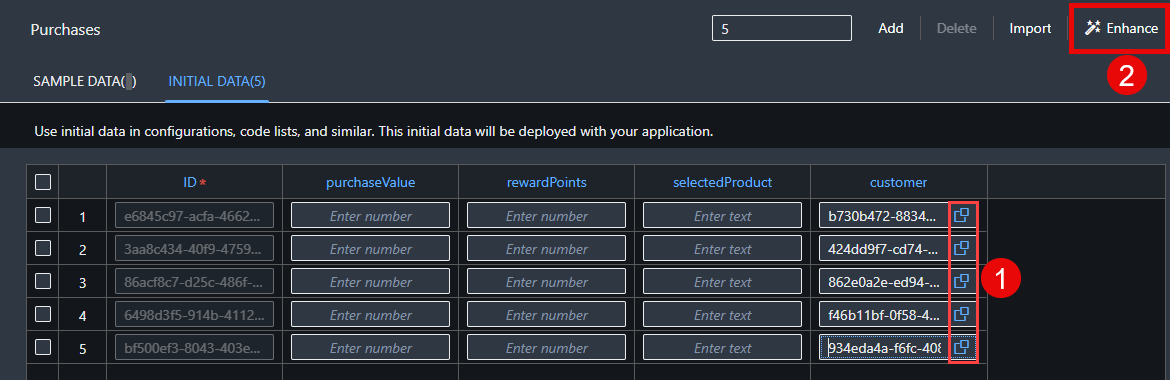 Purchases
5
Add
Delete
Import
Enhance
2
SAMPLE DATA( )
INITIAL DATA(5)
Use initial data in configurations, code lists, and similar. This initial data will be deployed with your application.
ID * purchaseValue rewardPoints selectedProduct customer
1 e6845c97-acfa-4662... Enter number Enter number Enter text b730b472-8834...
2 3aa8c434-40f9-4759... Enter number Enter number Enter text 424dd9f7-cd74-...
3 86acf8c7-d25c-486f-... Enter number Enter number Enter text 862e0a2e-ed94-...
1
4 6498d3f5-914b-4112... Enter number Enter number Enter text f46b11bf-0f58-4...
5 bf500ef3-8043-403e... Enter number Enter number Enter text 934eda4a-f6fc-408